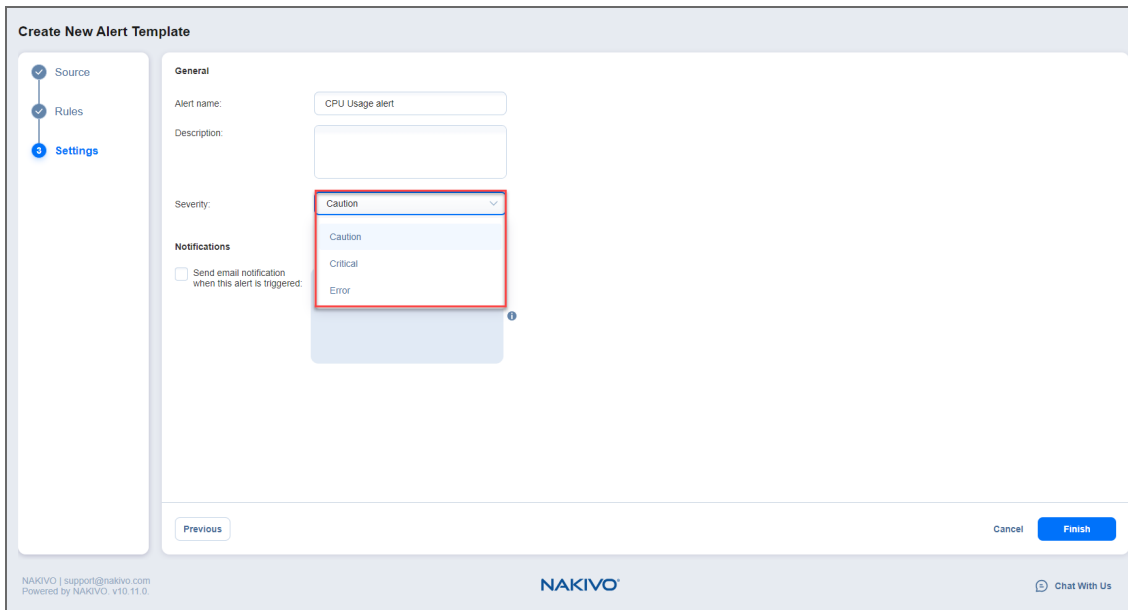 Create New Alert Template
Source
Rules
3 Settings
General
Alert name: CPU Usage alert
Description:
Severity: Caution
Caution
Critical
Error
Notifications
Send email notification
when this alert is triggered:
Previous
Cancel
Finish
NAKIVO | support@nakivo.com
Powered by NAKIVO. v10.11.0.
NAKIVO®
Chat With Us